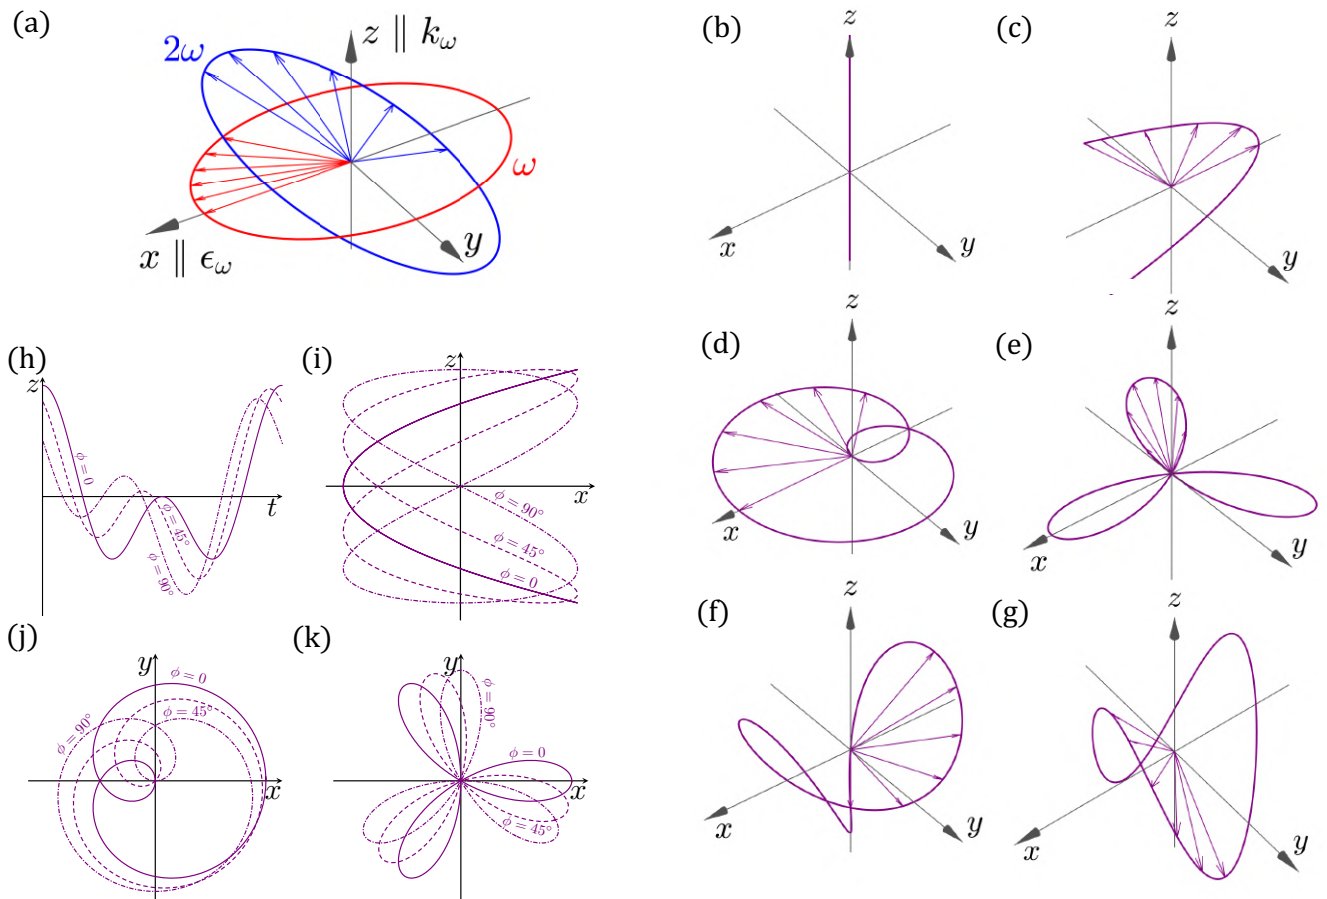 (a)
z ∥ k_ω
2ω
ω
x ∥ ϵ_ω
y
(b)
z
x
y
(c)
z
y
(d)
z
x
y
(e)
z
x
y
(f)
z
x
y
(g)
z
x
y
(h)
z
t
ϕ = 0
ϕ = 45°
ϕ = 90°
(i)
z
x
ϕ = 90°
ϕ = 45°
ϕ = 0
(j)
y
x
ϕ = 0
ϕ = 45°
ϕ = 90°
(k)
y
x
ϕ = 90°
ϕ = 0
ϕ = 45°